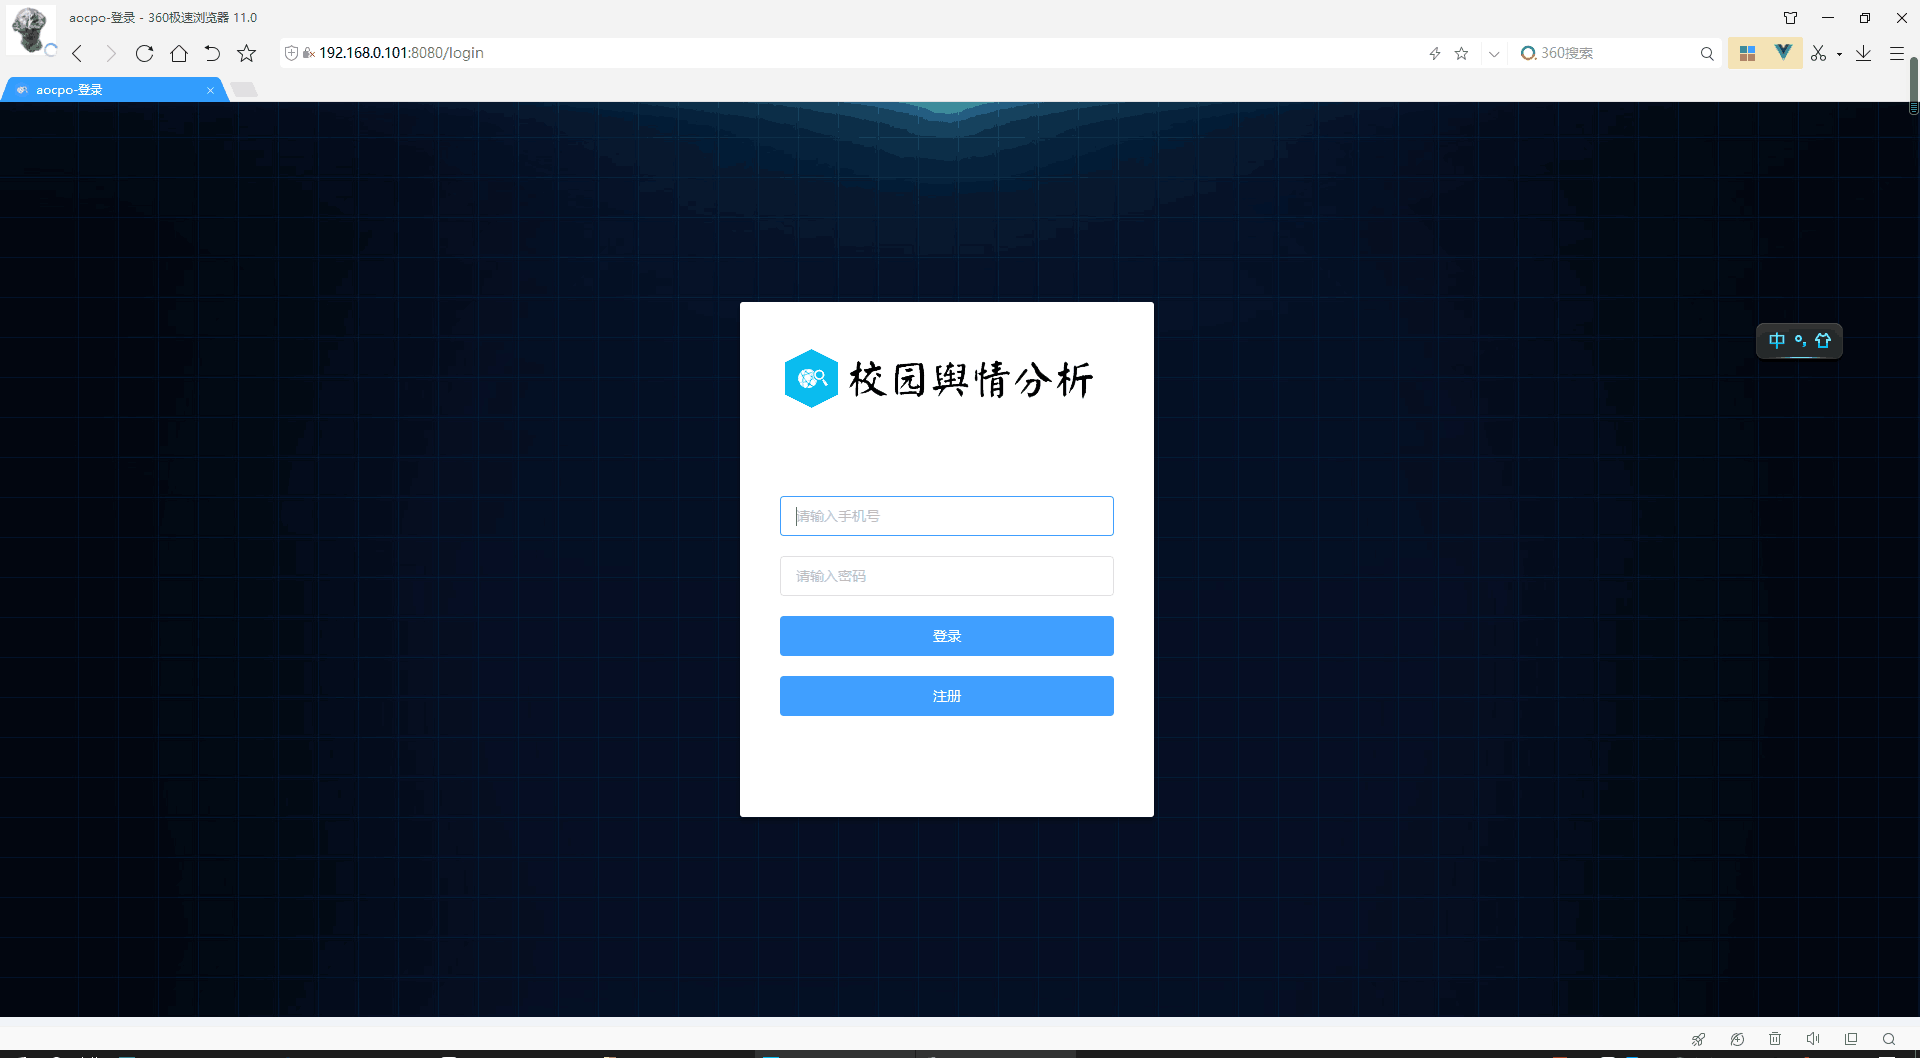 aocpo-登录 - 360极速浏览器 11.0
192.168.0.101:8080/login
360搜索
aocpo-登录
校园舆情分析
中
请输入手机号
请输入密码
登录
注册